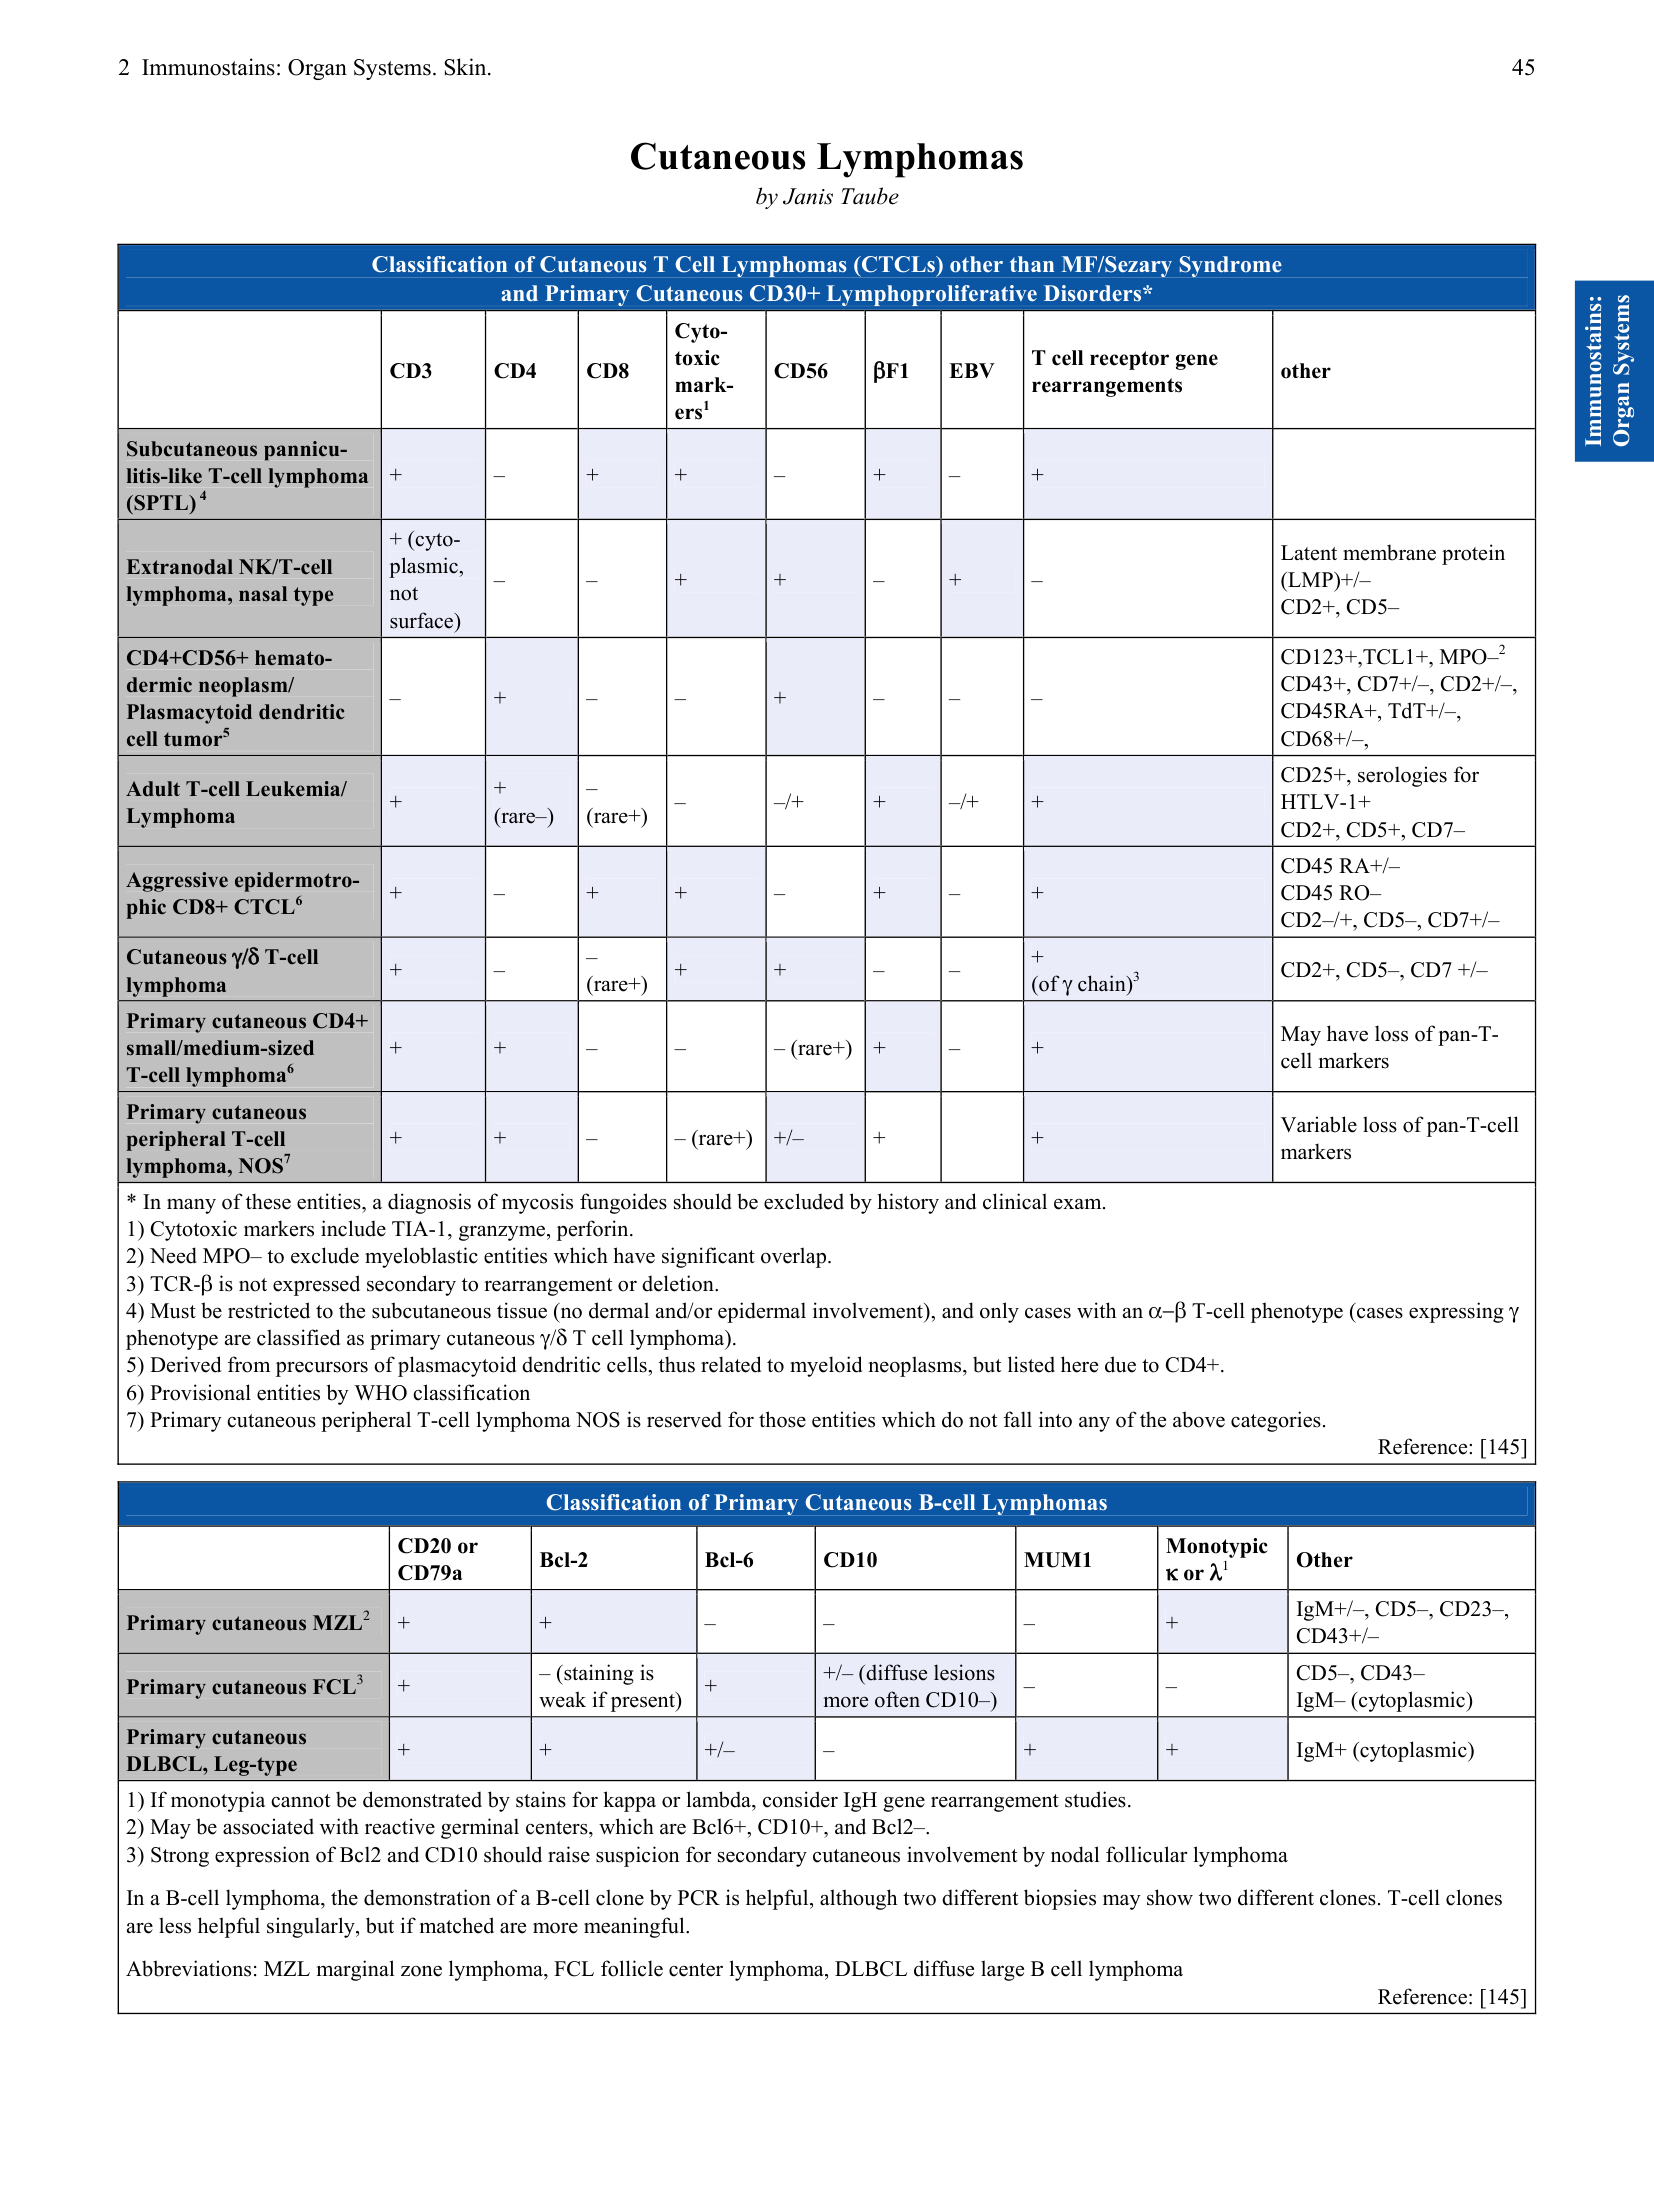 2 Immunostains: Organ Systems. Skin. 45
Cutaneous Lymphomas
by Janis Taube
Immunostains:
Organ Systems
Classification of Cutaneous T Cell Lymphomas (CTCLs) other than MF/Sezary Syndrome
and Primary Cutaneous CD30+ Lymphoproliferative Disorders*
CD3
CD4
CD8
Cyto-
toxic
mark-
ers1
CD56
βF1
EBV
T cell receptor gene
rearrangements
other
Subcutaneous pannicu-
litis-like T-cell lymphoma
(SPTL) 4
+
–
+
+
–
+
–
+
Extranodal NK/T-cell
lymphoma, nasal type
+ (cyto-
plasmic,
not
surface)
–
–
+
+
–
+
–
Latent membrane protein
(LMP)+/–
CD2+, CD5–
CD4+CD56+ hemato-
dermic neoplasm/
Plasmacytoid dendritic
cell tumor5
–
+
–
–
+
–
–
–
CD123+,TCL1+, MPO–2
CD43+, CD7+/–, CD2+/–,
CD45RA+, TdT+/–,
CD68+/–,
Adult T-cell Leukemia/
Lymphoma
+
+
(rare–)
–
(rare+)
–
–/+
+
–/+
+
CD25+, serologies for
HTLV-1+
CD2+, CD5+, CD7–
Aggressive epidermotro-
phic CD8+ CTCL6
+
–
+
+
–
+
–
+
CD45 RA+/–
CD45 RO–
CD2–/+, CD5–, CD7+/–
Cutaneous γ/δ T-cell
lymphoma
+
–
–
(rare+)
+
+
–
–
+
(of γ chain)3
CD2+, CD5–, CD7 +/–
Primary cutaneous CD4+
small/medium-sized
T-cell lymphoma6
+
+
–
–
– (rare+)
+
–
+
May have loss of pan-T-
cell markers
Primary cutaneous
peripheral T-cell
lymphoma, NOS7
+
+
–
– (rare+)
+/–
+
+
Variable loss of pan-T-cell
markers
* In many of these entities, a diagnosis of mycosis fungoides should be excluded by history and clinical exam.
1) Cytotoxic markers include TIA-1, granzyme, perforin.
2) Need MPO– to exclude myeloblastic entities which have significant overlap.
3) TCR-β is not expressed secondary to rearrangement or deletion.
4) Must be restricted to the subcutaneous tissue (no dermal and/or epidermal involvement), and only cases with an α–β T-cell phenotype (cases expressing γ
phenotype are classified as primary cutaneous γ/δ T cell lymphoma).
5) Derived from precursors of plasmacytoid dendritic cells, thus related to myeloid neoplasms, but listed here due to CD4+.
6) Provisional entities by WHO classification
7) Primary cutaneous peripheral T-cell lymphoma NOS is reserved for those entities which do not fall into any of the above categories.
Reference: [145]
Classification of Primary Cutaneous B-cell Lymphomas
CD20 or
CD79a
Bcl-2
Bcl-6
CD10
MUM1
Monotypic
κ or λ1
Other
Primary cutaneous MZL2
+
+
–
–
–
+
IgM+/–, CD5–, CD23–,
CD43+/–
Primary cutaneous FCL3
+
– (staining is
weak if present)
+
+/– (diffuse lesions
more often CD10–)
–
–
CD5–, CD43–
IgM– (cytoplasmic)
Primary cutaneous
DLBCL, Leg-type
+
+
+/–
–
+
+
IgM+ (cytoplasmic)
1) If monotypia cannot be demonstrated by stains for kappa or lambda, consider IgH gene rearrangement studies.
2) May be associated with reactive germinal centers, which are Bcl6+, CD10+, and Bcl2–.
3) Strong expression of Bcl2 and CD10 should raise suspicion for secondary cutaneous involvement by nodal follicular lymphoma
In a B-cell lymphoma, the demonstration of a B-cell clone by PCR is helpful, although two different biopsies may show two different clones. T-cell clones
are less helpful singularly, but if matched are more meaningful.
Abbreviations: MZL marginal zone lymphoma, FCL follicle center lymphoma, DLBCL diffuse large B cell lymphoma
Reference: [145]